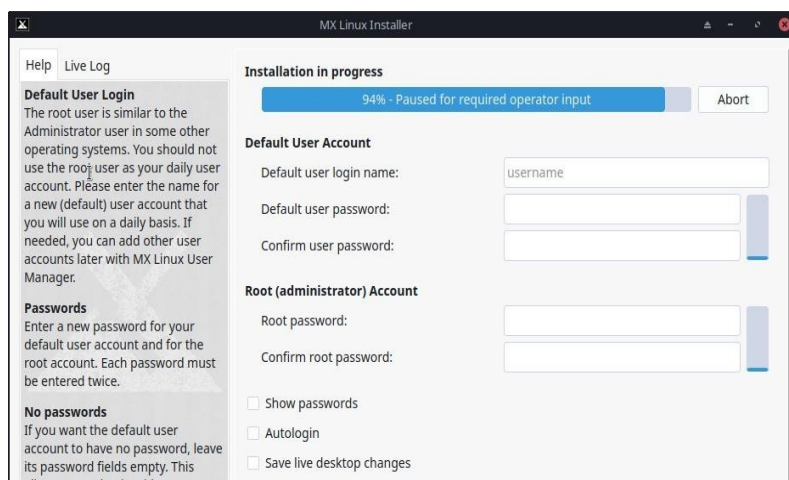 MX Linux Installer
Help Live Log
Default User Login
The root user is similar to the
Administrator user in some other
operating systems. You should not
use the root user as your daily user
account. Please enter the name for
a new (default) user account that
you will use on a daily basis. If
needed, you can add other user
accounts later with MX Linux User
Manager.
Passwords
Enter a new password for your
default user account and for the
root account. Each password must
be entered twice.
No passwords
If you want the default user
account to have no password, leave
its password fields empty. This
Installation in progress
94% - Paused for required operator input Abort
Default User Account
Default user login name: username
Default user password:
Confirm user password:
Root (administrator) Account
Root password:
Confirm root password:
Show passwords
Autologin
Save live desktop changes